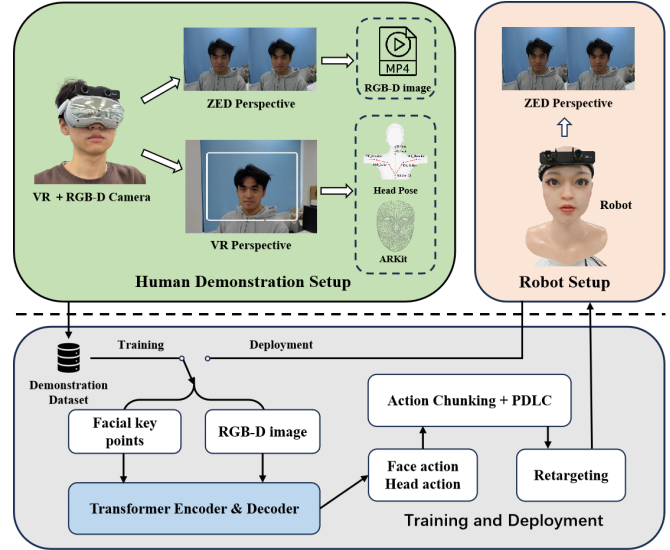 ZED Perspective
MP4
RGB-D image
VR + RGB-D Camera
VR Perspective
Head Pose
ARKit
Human Demonstration Setup
ZED Perspective
Robot
Robot Setup
Training
Deployment
Demonstration
Dataset
Facial key
points
RGB-D image
Transformer Encoder & Decoder
Face action
Head action
Action Chunking + PDLC
Retargeting
Training and Deployment